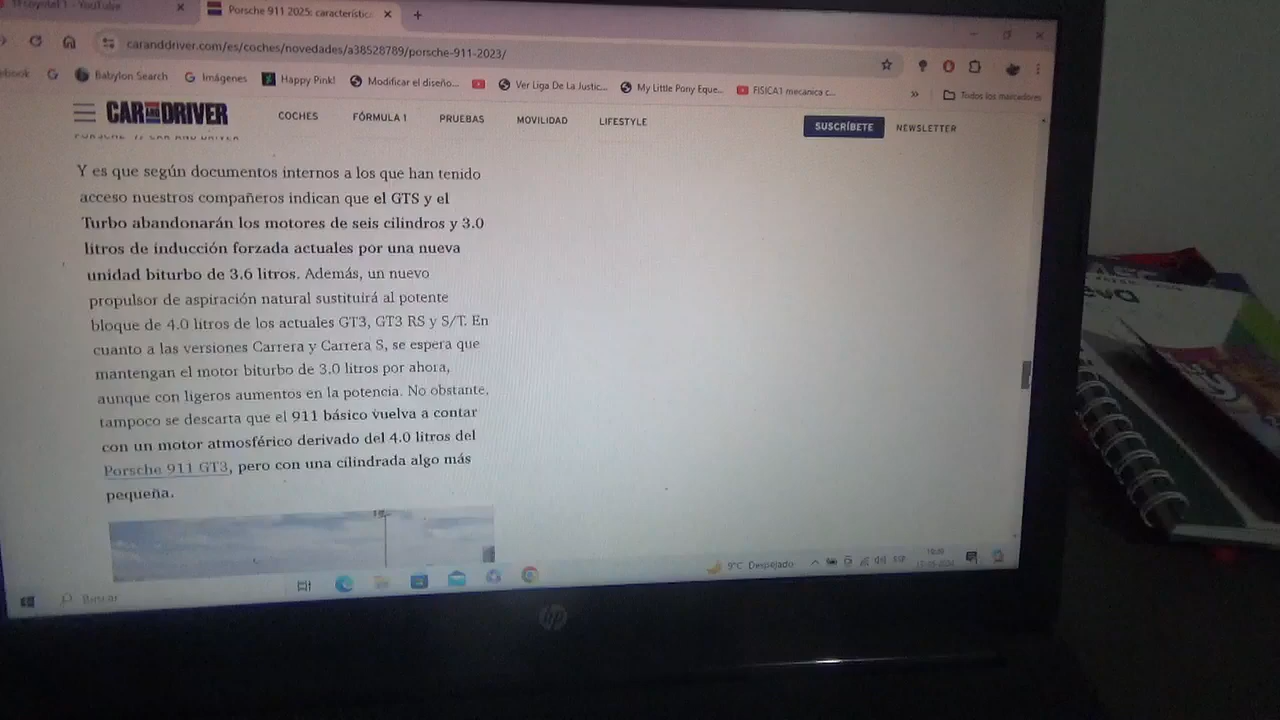 YouTube
Porsche 911 2025: característic
caranddriver.com/es/coches/novedades/a38528789/porsche-911-2023/
ebook
Babylon Search
Imágenes
Happy Pink!
Modificar el diseño...
Ver Liga De La Justic...
My Little Pony Eque...
FISICA1 mecanica c...
»
Todos los marcadores
CAR AND DRIVER
COCHES
FÓRMULA 1
PRUEBAS
MOVILIDAD
LIFESTYLE
SUSCRÍBETE
NEWSLETTER
Y es que según documentos internos a los que han tenido
acceso nuestros compañeros indican que el GTS y el
Turbo abandonarán los motores de seis cilindros y 3.0
litros de inducción forzada actuales por una nueva
unidad biturbo de 3.6 litros. Además, un nuevo
propulsor de aspiración natural sustituirá al potente
bloque de 4.0 litros de los actuales GT3, GT3 RS y S/T. En
cuanto a las versiones Carrera y Carrera S, se espera que
mantengan el motor biturbo de 3.0 litros por ahora,
aunque con ligeros aumentos en la potencia. No obstante,
tampoco se descarta que el 911 básico vuelva a contar
con un motor atmosférico derivado del 4.0 litros del
Porsche 911 GT3, pero con una cilindrada algo más
pequeña.
Buscar
9°C Despejado
ESP
hp
eva